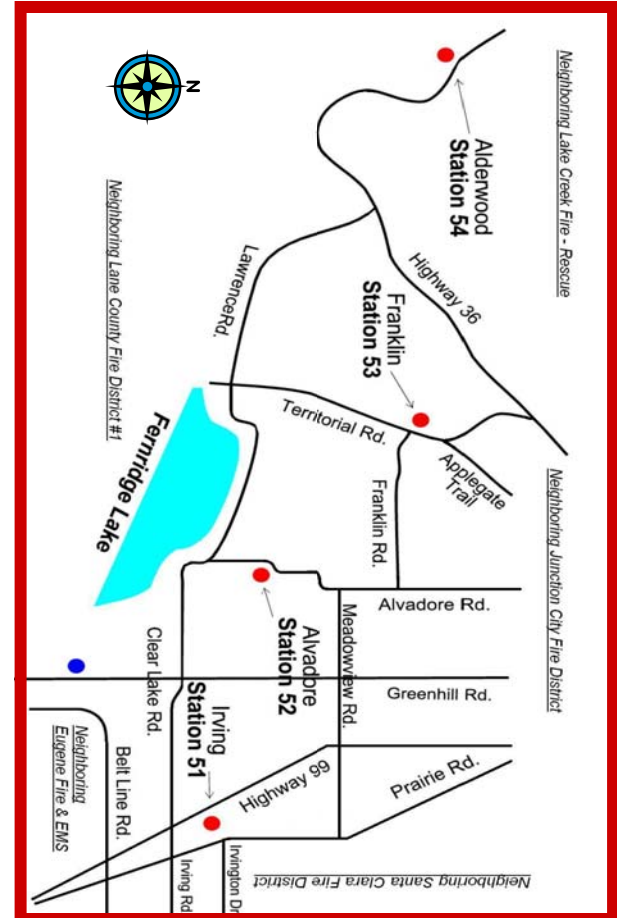 N
Neighboring Lake Creek Fire - Rescue
Alderwood
Station 54
Neighboring Lane County Fire District #1
Highway 36
LawrenceRd.
Franklin
Station 53
Territorial Rd.
Applegate
Trail
Fernridge Lake
Franklin Rd.
Neighboring Junction City Fire District
Alvadore Rd.
Meadowview Rd.
Alvadore
Station 52
Clear Lake Rd.
Greenhill Rd.
Irving
Station 51
Neighboring
Eugene Fire & EMS
Belt Line Rd.
Highway 99
Prairie Rd.
Irving Rd
Irvington Dr
Neighboring Santa Clara Fire District